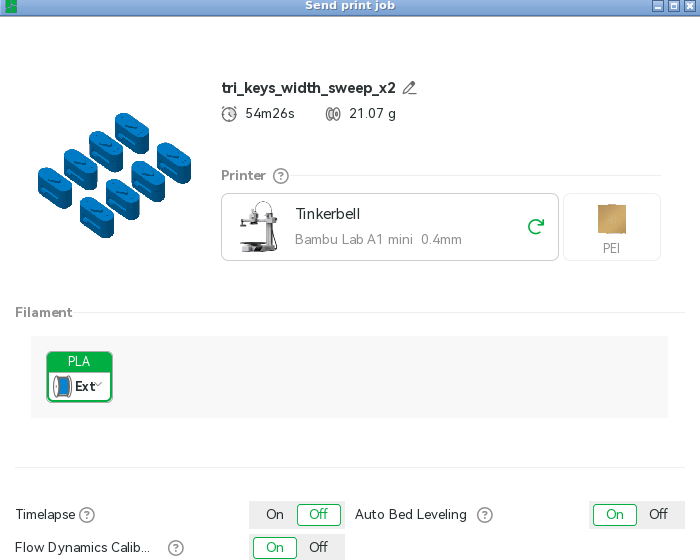 Send print job
tri_keys_width_sweep_x2
54m26s 21.07 g
Printer ?
Tinkerbell
Bambu Lab A1 mini 0.4mm
PEI
Filament
PLA
Ext
Timelapse ? On Off Auto Bed Leveling ? On Off
Flow Dynamics Calib... ? On Off